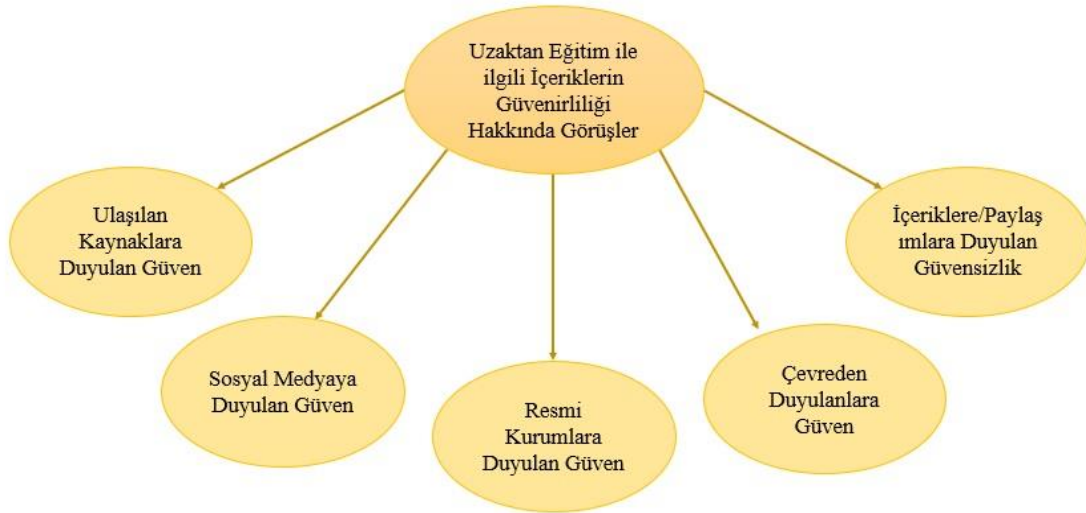 Uzaktan Eğitim ile
ilgili İçeriklerin
Güvenirliliği
Hakkında Görüşler
Ulaşılan
Kaynaklara
Duyulan Güven
Sosyal Medyaya
Duyulan Güven
Resmi
Kurumlara
Duyulan Güven
Çevreden
Duyulanlara
Güven
İçeriklere/Paylaş
ımlara Duyulan
Güvensizlik